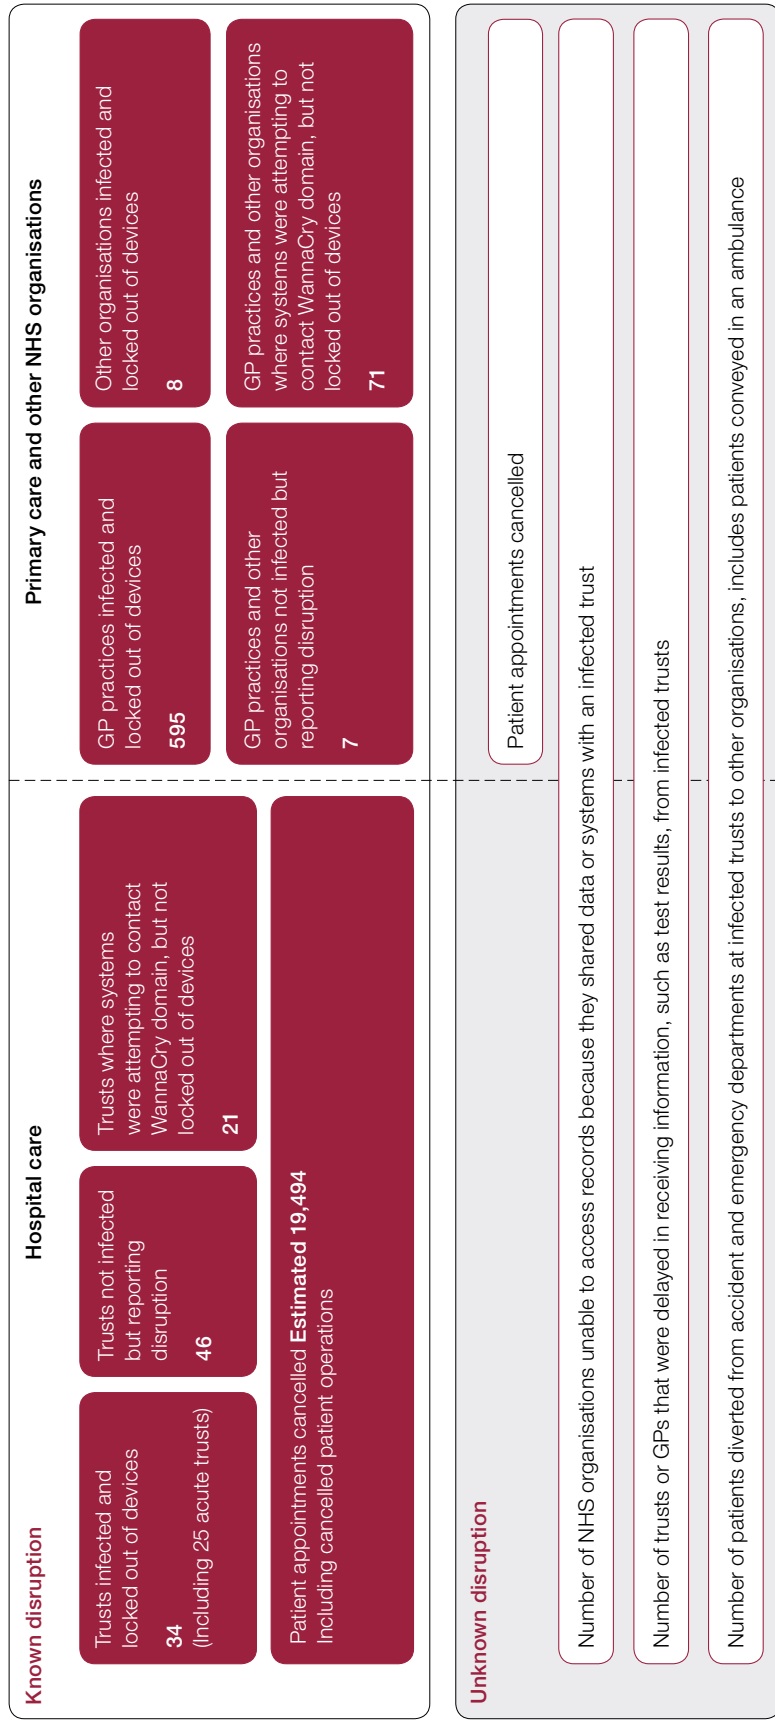 Known disruption
Hospital care
Primary care and other NHS organisations
Trusts infected and
locked out of devices
34
(Including 25 acute trusts)
Trusts not infected
but reporting
disruption
46
Trusts where systems
were attempting to contact
WannaCry domain, but not
locked out of devices
21
Patient appointments cancelled Estimated 19,494
Including cancelled patient operations
GP practices infected and
locked out of devices
595
Other organisations infected and
locked out of devices
8
GP practices and other
organisations not infected but
reporting disruption
7
GP practices and other organisations
where systems were attempting to
contact WannaCry domain, but not
locked out of devices
71
Unknown disruption
Patient appointments cancelled
Number of NHS organisations unable to access records because they shared data or systems with an infected trust
Number of trusts or GPs that were delayed in receiving information, such as test results, from infected trusts
Number of patients diverted from accident and emergency departments at infected trusts to other organisations, includes patients conveyed in an ambulance